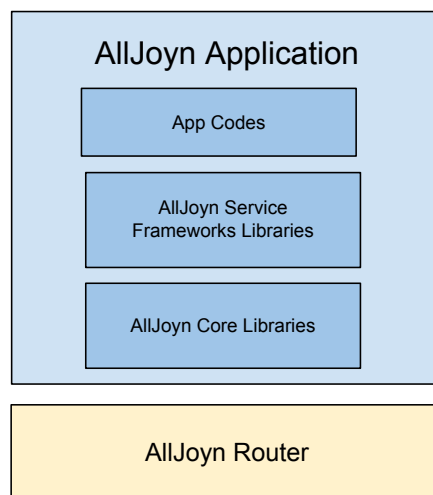 AllJoyn Application
App Codes
AllJoyn Service
Frameworks Libraries
AllJoyn Core Libraries
AllJoyn Router